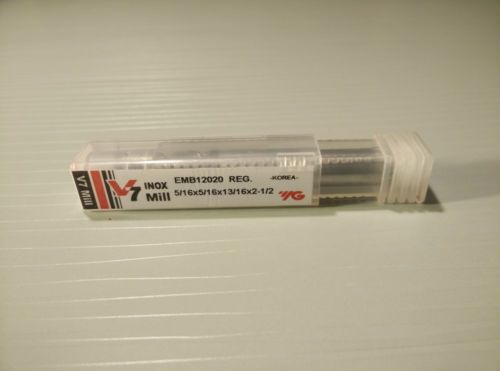 V7 Mill
V7 INOX Mill
EMB12020 REG. -KOREA-
5/16x5/16x13/16x2-1/2 YG